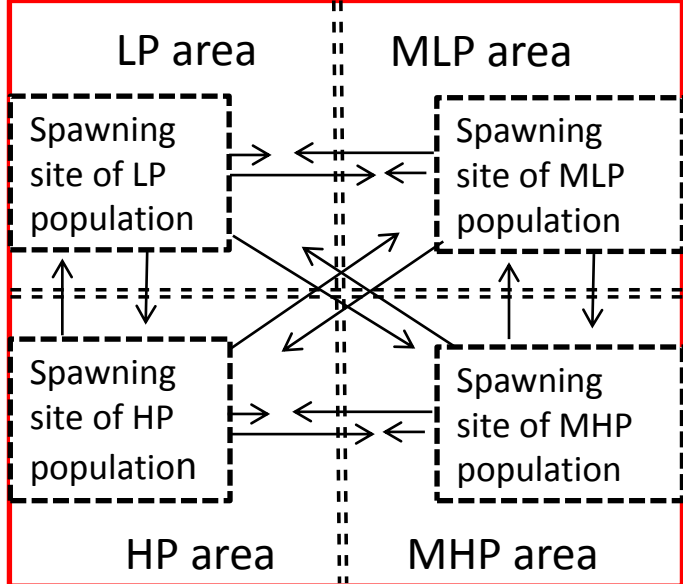 LP area
MLP area
Spawning
site of LP
population
Spawning
site of MLP
population
Spawning
site of HP
population
Spawning
site of MHP
population
HP area
MHP area